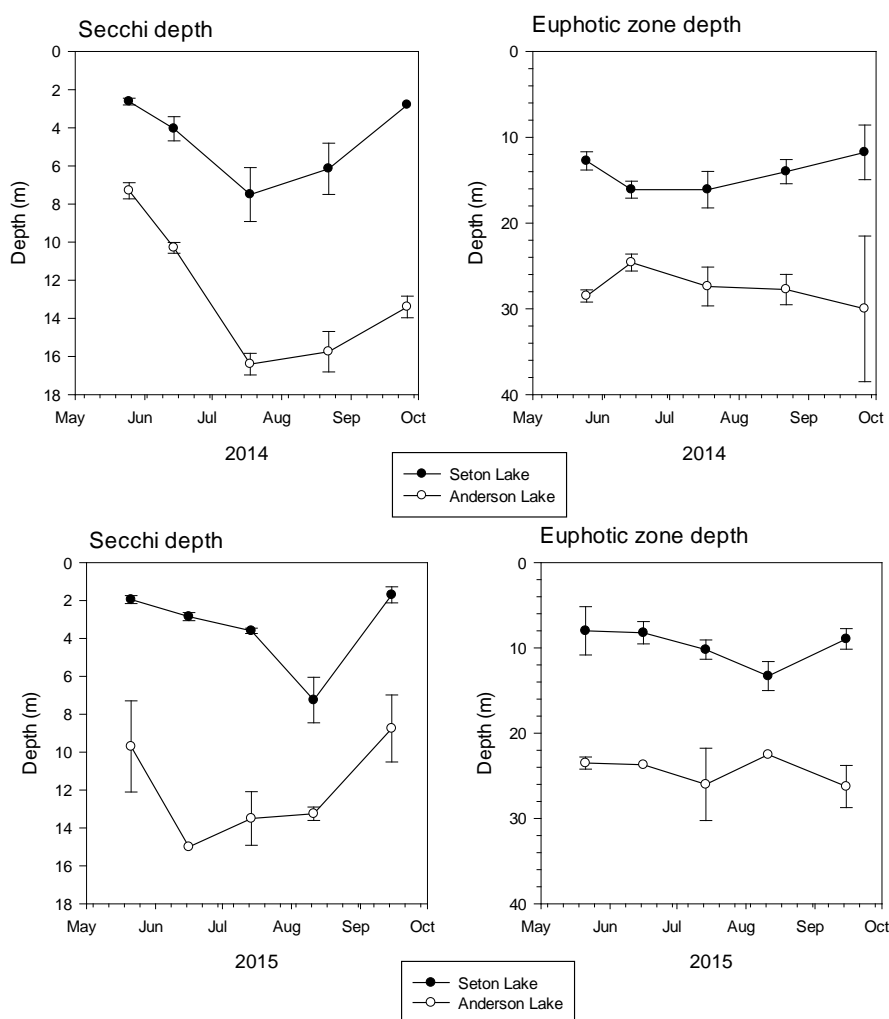 Secchi depth
0
2
4
6
8
10
12
14
16
18
Depth (m)
May Jun Jul Aug Sep Oct
2014
Euphotic zone depth
0
10
20
30
40
Depth (m)
May Jun Jul Aug Sep Oct
2014
Seton Lake
Anderson Lake
Secchi depth
0
2
4
6
8
10
12
14
16
18
Depth (m)
May Jun Jul Aug Sep Oct
2015
Euphotic zone depth
0
10
20
30
40
Depth (m)
May Jun Jul Aug Sep Oct
2015
Seton Lake
Anderson Lake